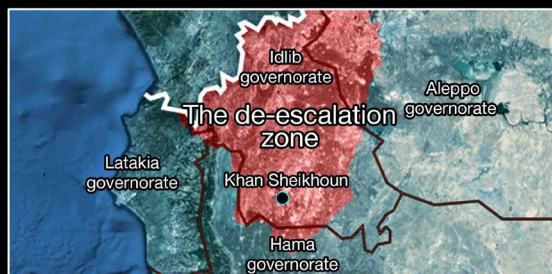 Idlib
governorate
Aleppo
governorate
The de-escalation
zone
Latakia
governorate
Khan Sheikhoun
Hama
governorate